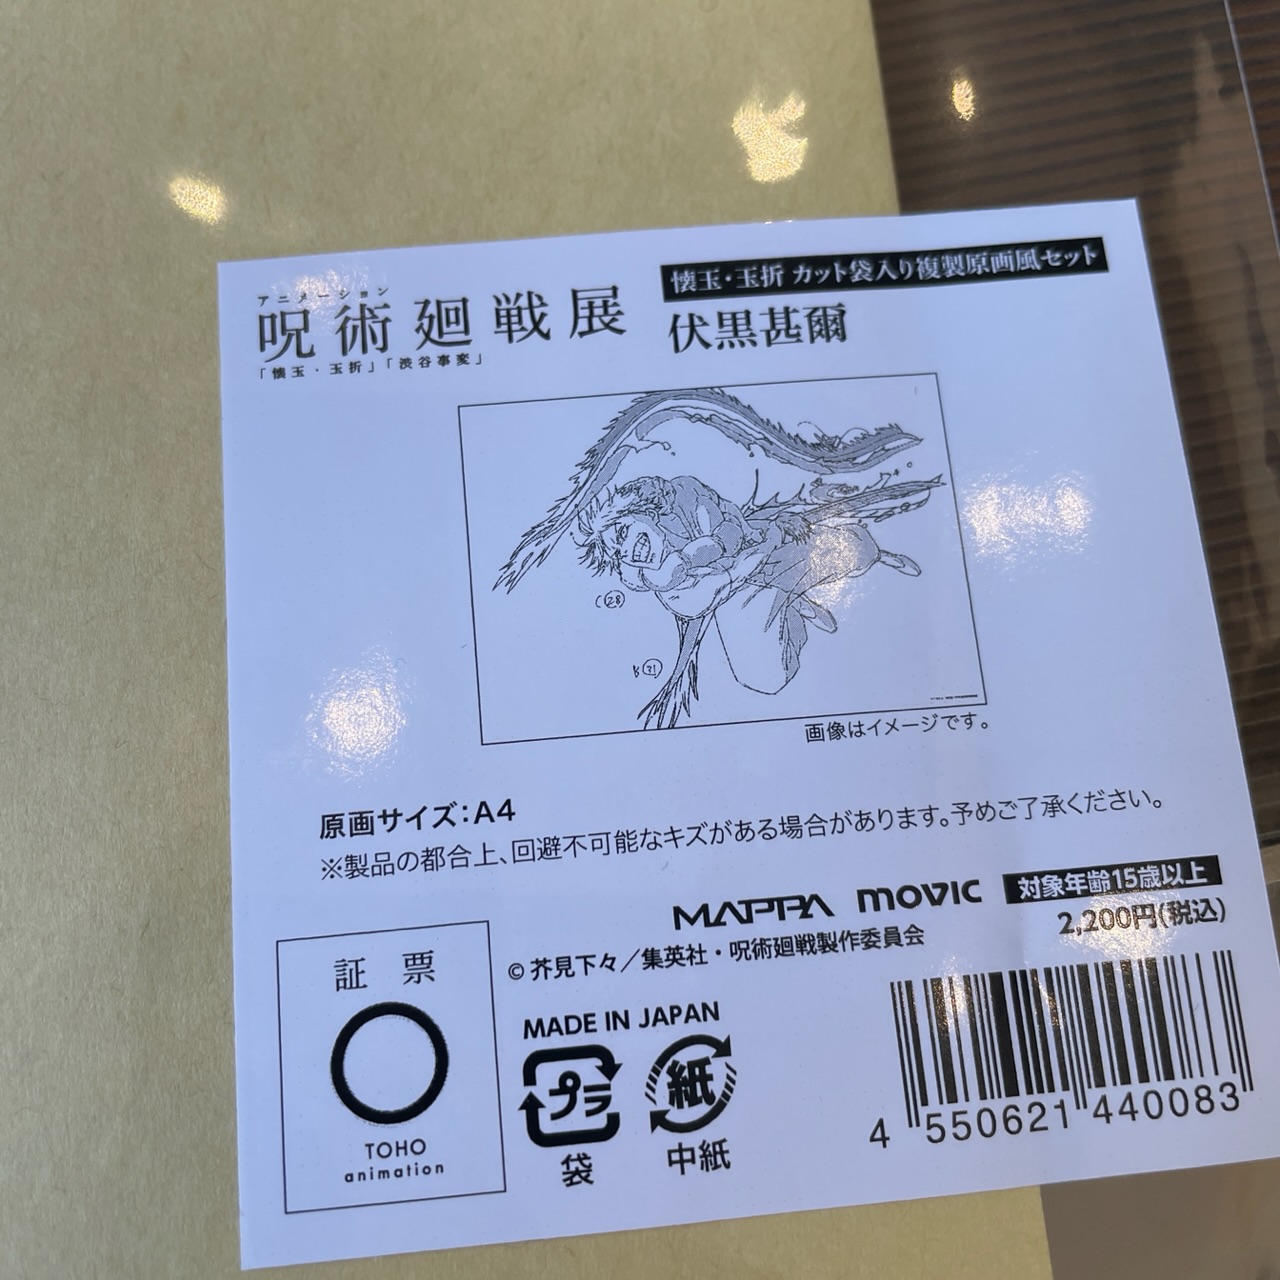 アニメーション
呪術廻戦展
「懐玉・玉折」「渋谷事変」
懐玉・玉折 カット袋入り複製原画風セット
伏黒甚爾
C28
B21
画像はイメージです。
原画サイズ:A4
※製品の都合上、回避不可能なキズがある場合があります。予めご了承ください。
MAPPA movic 対象年齢15歳以上
2,200円(税込)
©芥見下々/集英社・呪術廻戦製作委員会
証 票
TOHO
animation
MADE IN JAPAN
プラ 紙
袋 中紙
4 550621 440083